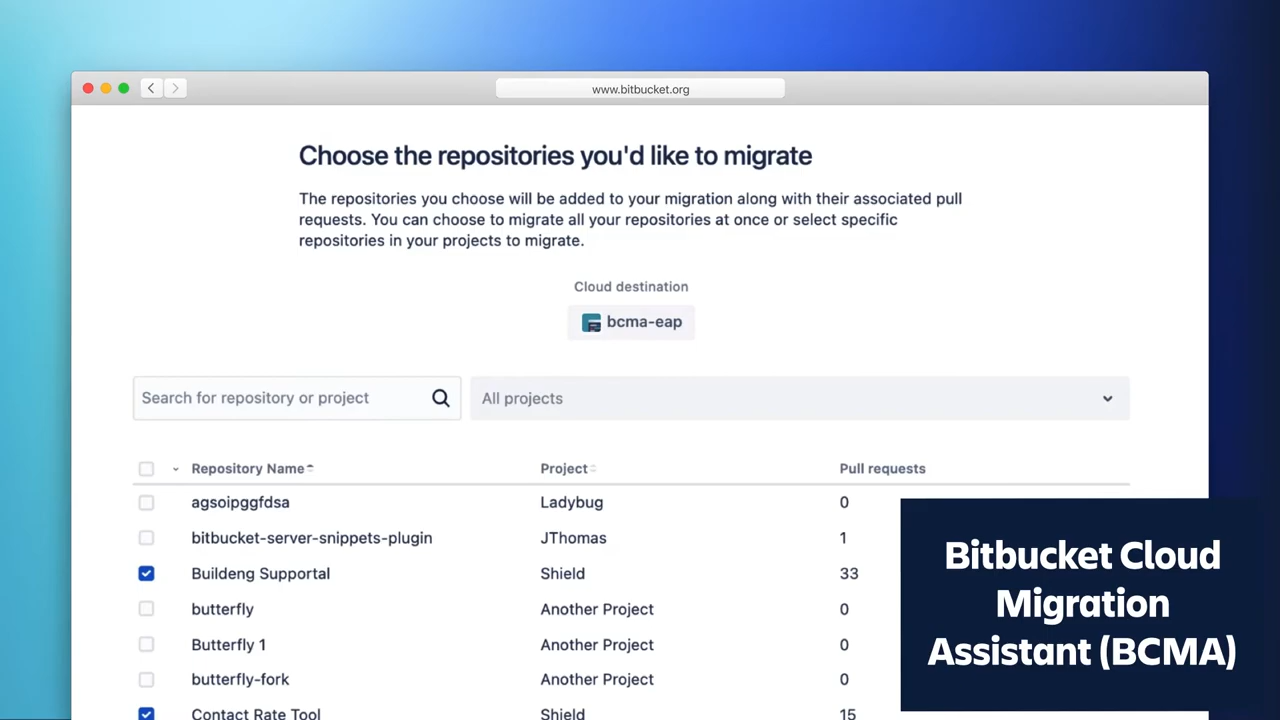 www.bitbucket.org
Choose the repositories you'd like to migrate
The repositories you choose will be added to your migration along with their associated pull
requests. You can choose to migrate all your repositories at once or select specific
repositories in your projects to migrate.
Cloud destination
bcma-eap
Search for repository or project
All projects
Repository Name Project Pull requests
agsoipggfdsa Ladybug 0
bitbucket-server-snippets-plugin JThomas 1
Buildeng Supportal Shield 33
butterfly Another Project 0
Butterfly 1 Another Project 0
butterfly-fork Another Project 0
Contact Rate Tool Shield 15
Bitbucket Cloud
Migration
Assistant (BCMA)